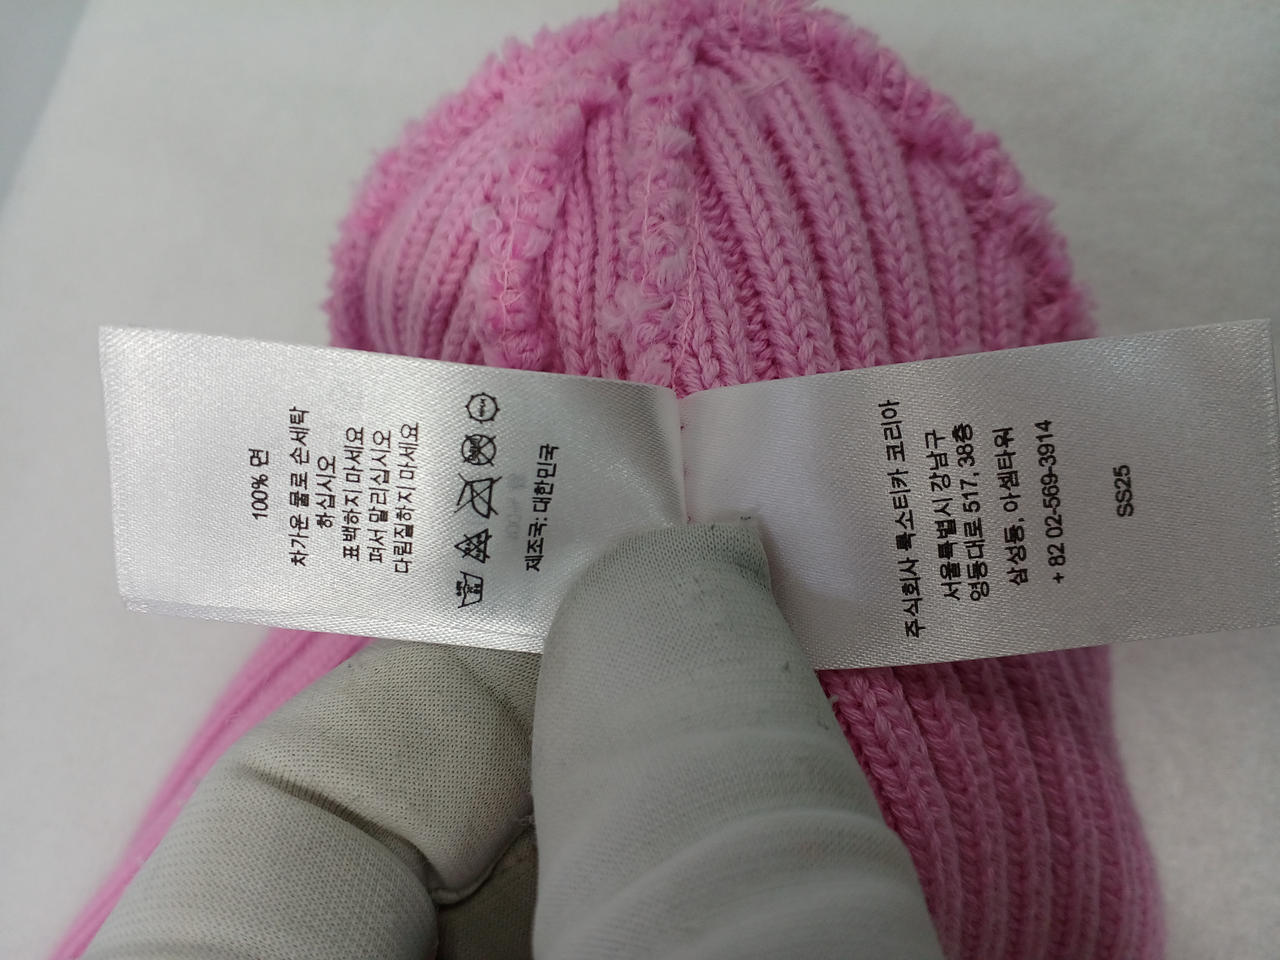 100% 면
차가운 물로 손세탁
하십시오
표백하지 마세요
펴서 말리십시오
다림질하지 마세요
제조국: 대한민국
주식회사 룩소티카 코리아
서울특별시 강남구
영동대로 517, 38층
삼성동, 아셈타워
+ 82 02-569-3914
SS25